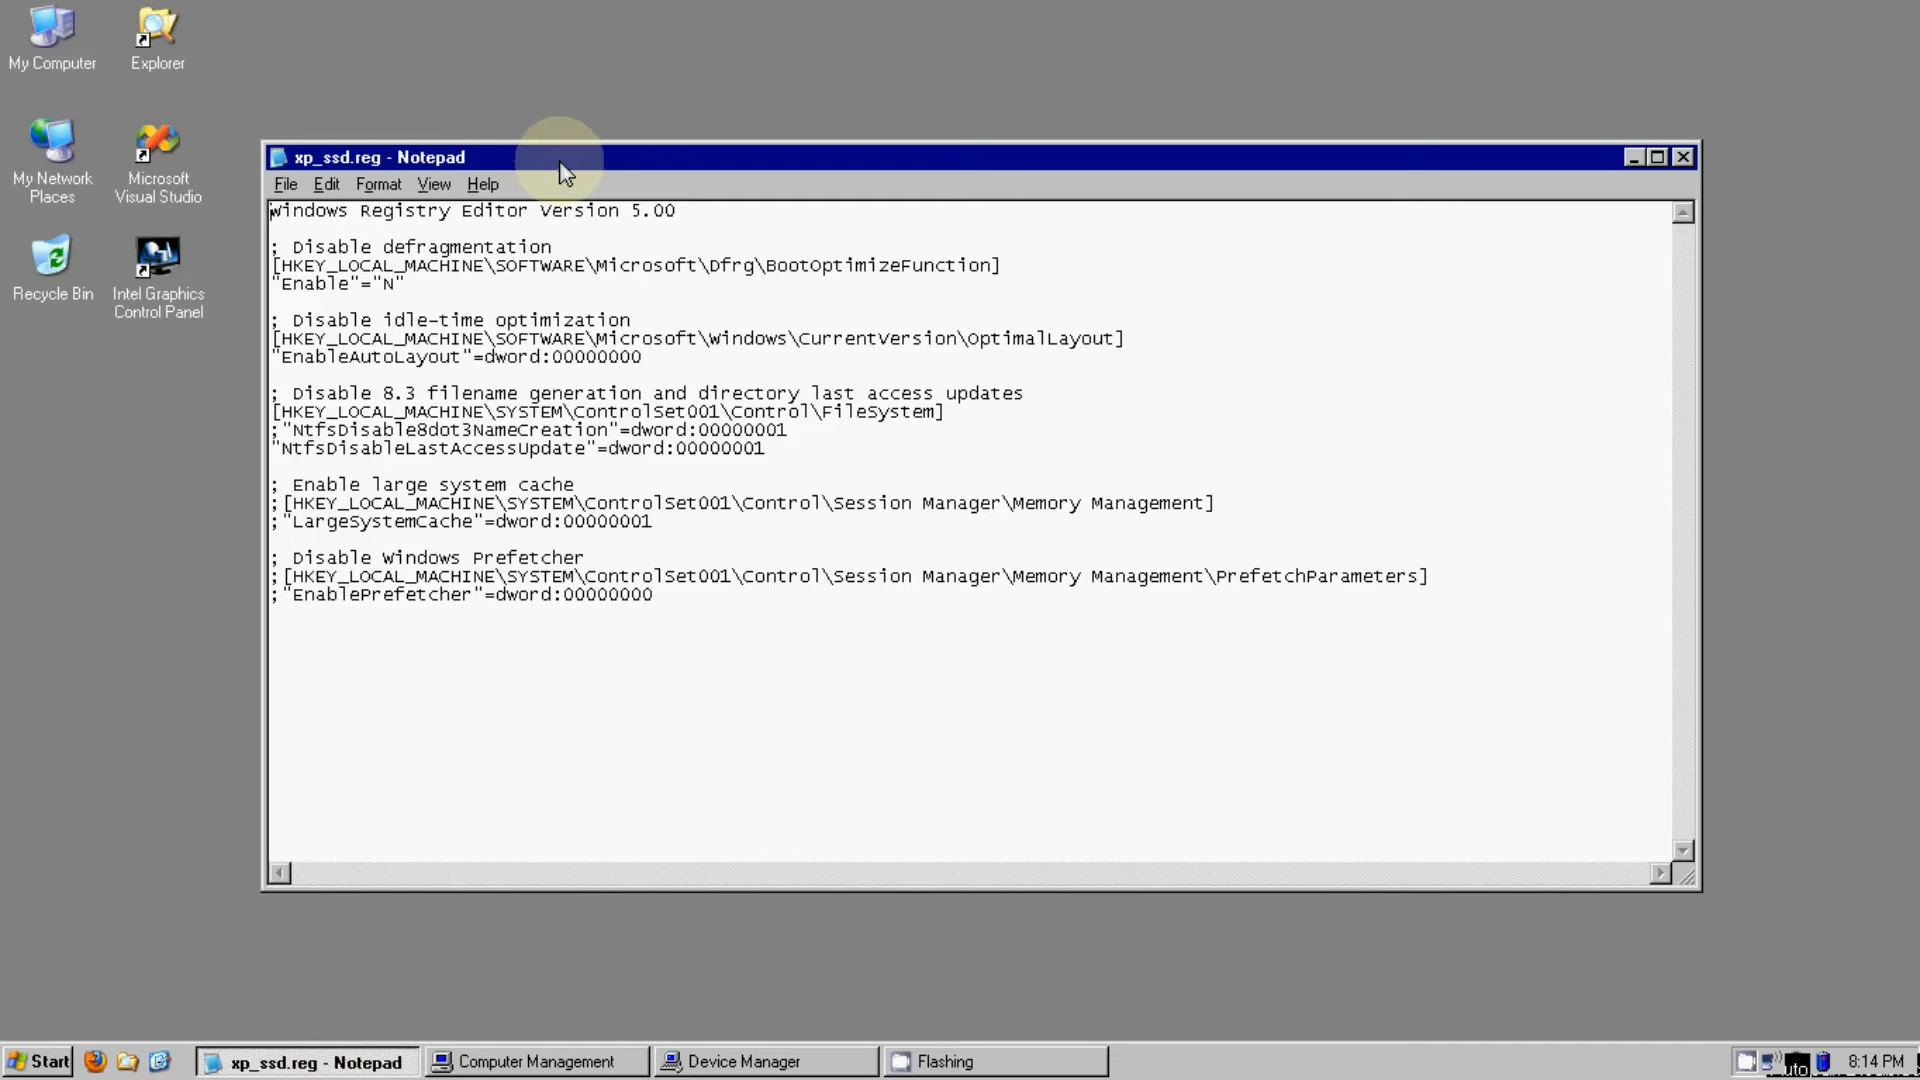 My Computer
Explorer
My Network
Places
Microsoft
Visual Studio
Recycle Bin
Intel Graphics
Control Panel
xp_ssd.reg - Notepad
File Edit Format View Help
Windows Registry Editor Version 5.00
; Disable defragmentation
[HKEY_LOCAL_MACHINE\SOFTWARE\Microsoft\Dfrg\BootOptimizeFunction]
"Enable"="N"
; Disable idle-time optimization
[HKEY_LOCAL_MACHINE\SOFTWARE\Microsoft\Windows\CurrentVersion\OptimalLayout]
"EnableAutoLayout"=dword:00000000
; Disable 8.3 filename generation and directory last access updates
[HKEY_LOCAL_MACHINE\SYSTEM\ControlSet001\Control\FileSystem]
;"NtfsDisable8dot3NameCreation"=dword:00000001
"NtfsDisableLastAccessUpdate"=dword:00000001
; Enable large system cache
;[HKEY_LOCAL_MACHINE\SYSTEM\ControlSet001\Control\Session Manager\Memory Management]
;"LargeSystemCache"=dword:00000001
; Disable Windows Prefetcher
;[HKEY_LOCAL_MACHINE\SYSTEM\ControlSet001\Control\Session Manager\Memory Management\PrefetchParameters]
;"EnablePrefetcher"=dword:00000000
Start xp_ssd.reg - Notepad Computer Management Device Manager Flashing 8:14 PM